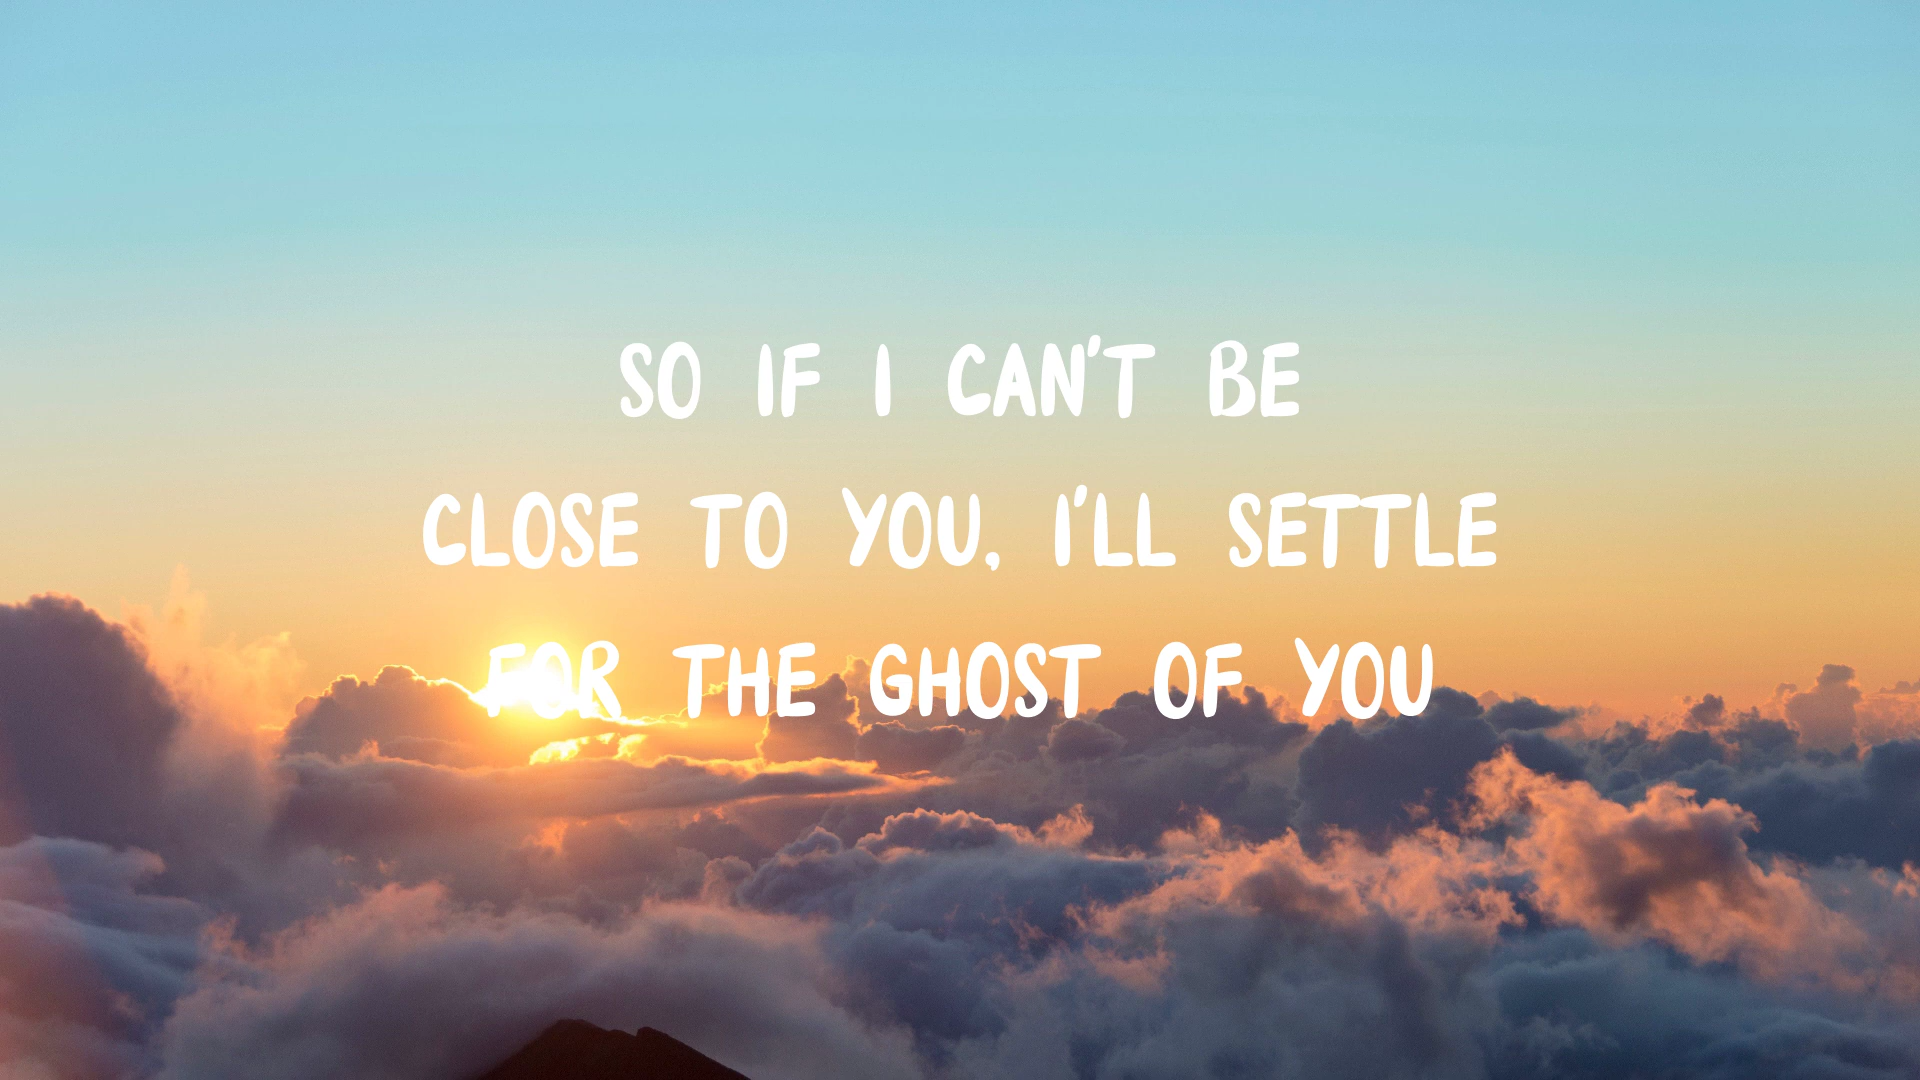 SO IF I CAN'T BE
CLOSE TO YOU, I'LL SETTLE
FOR THE GHOST OF YOU